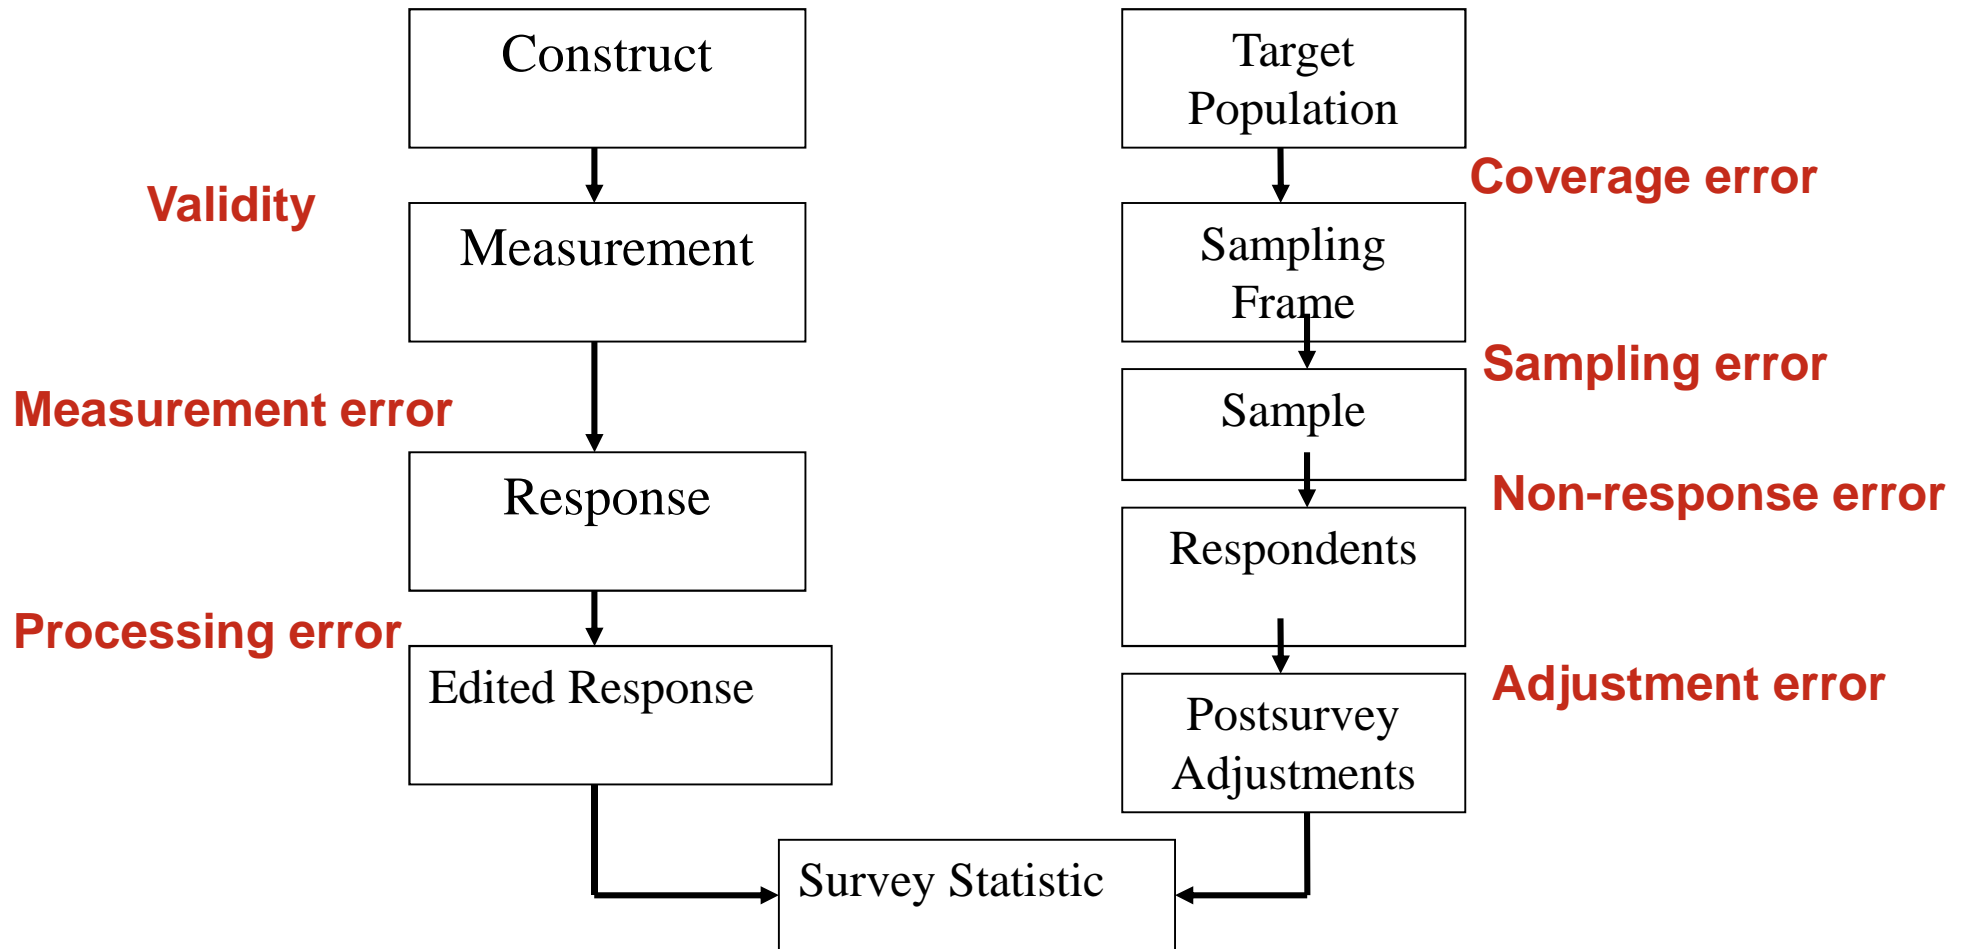 Construct
Validity
Measurement
Measurement error
Response
Processing error
Edited Response
Target
Population
Coverage error
Sampling
Frame
Sampling error
Sample
Non-response error
Respondents
Adjustment error
Postsurvey
Adjustments
Survey Statistic